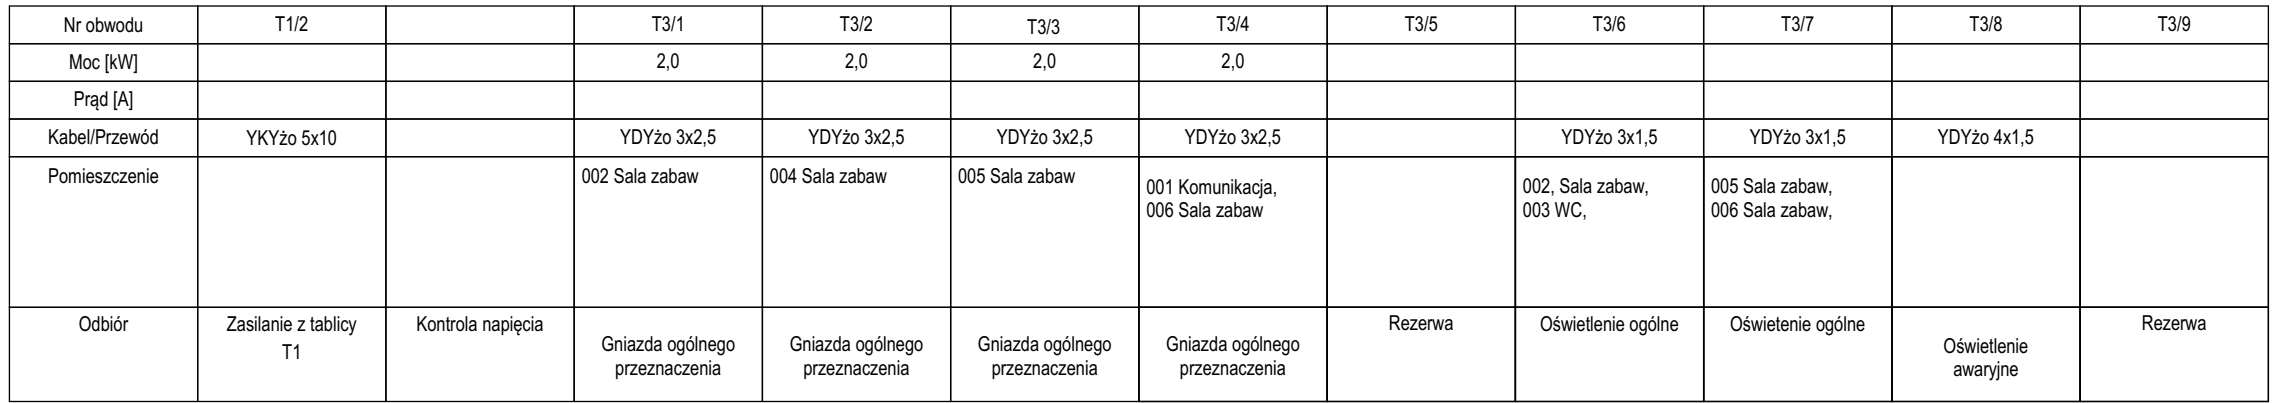 Nr obwodu T1/2 T3/1 T3/2 T3/3 T3/4 T3/5 T3/6 T3/7 T3/8 T3/9
Moc [kW] 2,0 2,0 2,0 2,0
Prąd [A]
Kabel/Przewód YKYżo 5x10 YDYżo 3x2,5 YDYżo 3x2,5 YDYżo 3x2,5 YDYżo 3x2,5 YDYżo 3x1,5 YDYżo 3x1,5 YDYżo 4x1,5
Pomieszczenie 002 Sala zabaw 004 Sala zabaw 005 Sala zabaw 001 Komunikacja, 002, Sala zabaw, 005 Sala zabaw,
006 Sala zabaw 003 WC, 006 Sala zabaw,
Odbiór Zasilanie z tablicy Kontrola napięcia Rezerwa Oświetlenie ogólne Oświetenie ogólne Rezerwa
T1 Gniazda ogólnego Gniazda ogólnego Gniazda ogólnego Gniazda ogólnego Oświetlenie
przeznaczenia przeznaczenia przeznaczenia przeznaczenia awaryjne